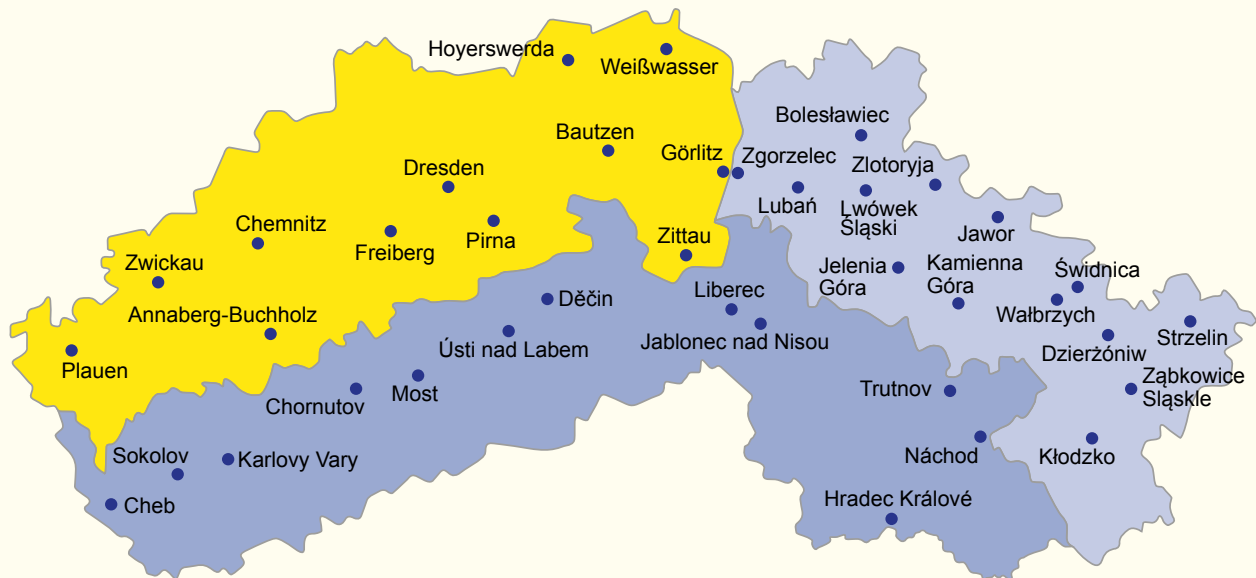 Hoyerswerda
Weißwasser
Bautzen
Görlitz
Dresden
Chemnitz
Freiberg
Pirna
Zittau
Zwickau
Annaberg-Buchholz
Plauen
Bolesławiec
Zgorzelec
Zlotoryja
Lubań
Lwówek
Śląski
Jawor
Jelenia
Góra
Kamienna
Góra
Świdnica
Wałbrzych
Strzelin
Dzierżóniw
Ząbkowice
Sląskle
Kłodzko
Děčin
Liberec
Ústi nad Labem
Jablonec nad Nisou
Most
Chornutov
Trutnov
Sokolov
Karlovy Vary
Náchod
Cheb
Hradec Králové